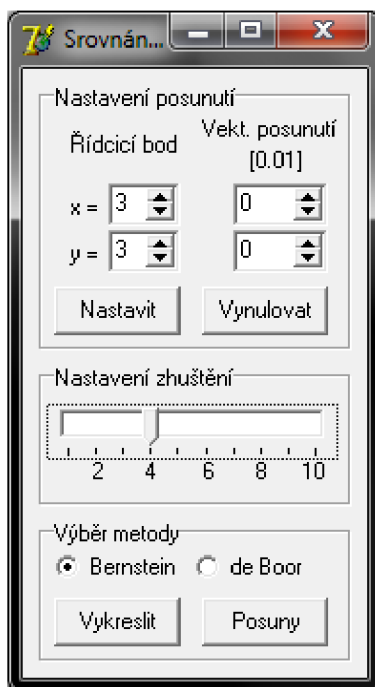 Srovnán...
Nastavení posunutí
Řídcicí bod
Vekt. posunutí
[0.01]
x = 3 0
y = 3 0
Nastavit Vynulovat
Nastavení zhuštění
2 4 6 8 10
Výběr metody
Bernstein de Boor
Vykreslit Posuny